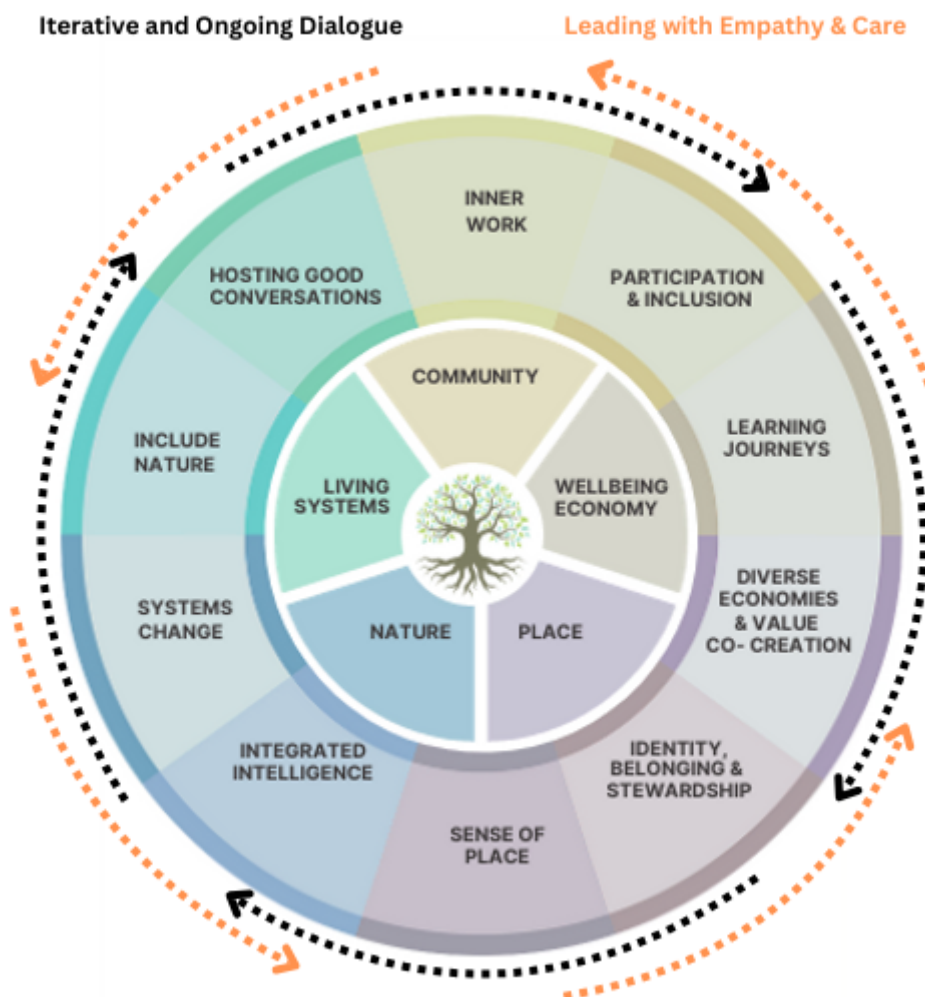 Iterative and Ongoing Dialogue
Leading with Empathy & Care
INNER
WORK
PARTICIPATION
& INCLUSION
LEARNING
JOURNEYS
DIVERSE
ECONOMIES
& VALUE
CO- CREATION
IDENTITY,
BELONGING &
STEWARDSHIP
SENSE OF
PLACE
INTEGRATED
INTELLIGENCE
SYSTEMS
CHANGE
INCLUDE
NATURE
HOSTING GOOD
CONVERSATIONS
COMMUNITY
WELLBEING
ECONOMY
PLACE
NATURE
LIVING
SYSTEMS